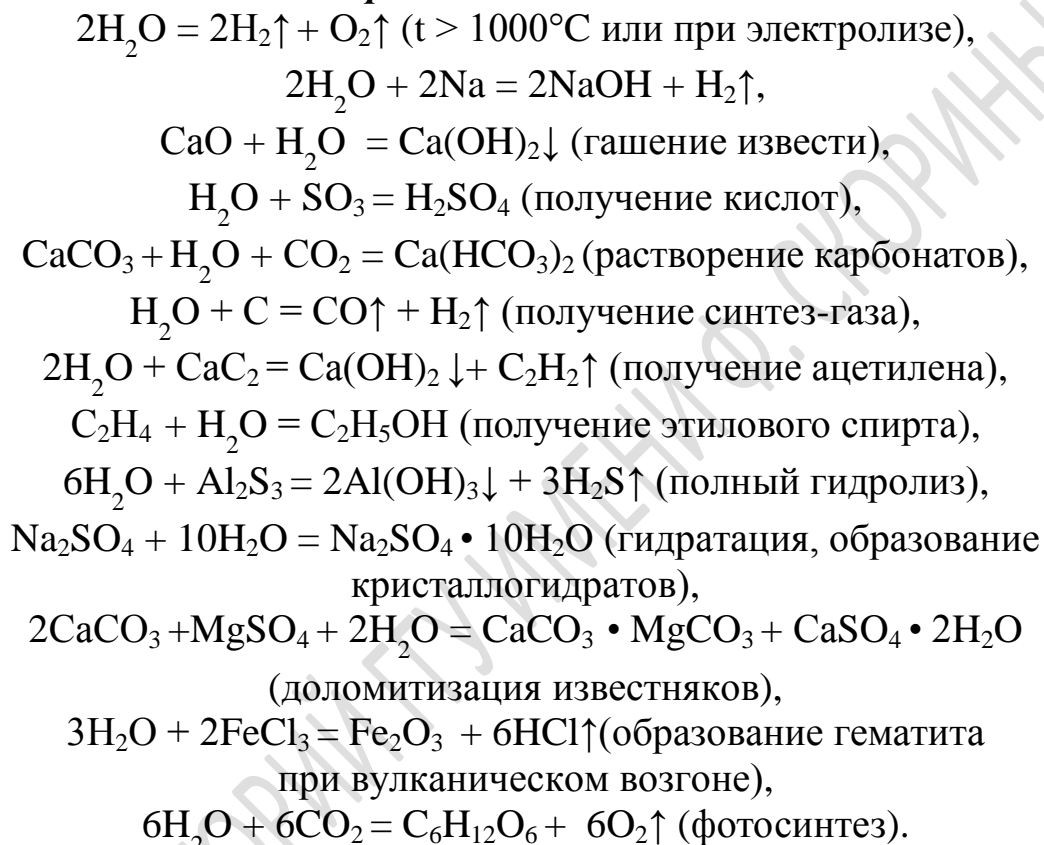 2H₂O = 2H₂↑ + O₂↑ (t > 1000°C или при электролизе),
2H₂O + 2Na = 2NaOH + H₂↑,
CaO + H₂O = Ca(OH)₂↓ (гашение извести),
H₂O + SO₃ = H₂SO₄ (получение кислот),
CaCO₃ + H₂O + CO₂ = Ca(HCO₃)₂ (растворение карбонатов),
H₂O + C = CO↑ + H₂↑ (получение синтез-газа),
2H₂O + CaC₂ = Ca(OH)₂ ↓+ C₂H₂↑ (получение ацетилена),
C₂H₄ + H₂O = C₂H₅OH (получение этилового спирта),
6H₂O + Al₂S₃ = 2Al(OH)₃↓ + 3H₂S↑ (полный гидролиз),
Na₂SO₄ + 10H₂O = Na₂SO₄ • 10H₂O (гидратация, образование
кристаллогидратов),
2CaCO₃ +MgSO₄ + 2H₂O = CaCO₃ • MgCO₃ + CaSO₄ • 2H₂O
(доломитизация известняков),
3H₂O + 2FeCl₃ = Fe₂O₃ + 6HCl↑(образование гематита
при вулканическом возгоне),
6H₂O + 6CO₂ = C₆H₁₂O₆ + 6O₂↑ (фотосинтез).
ГГУ ИМЕНИ Ф. СКОРИНЫ